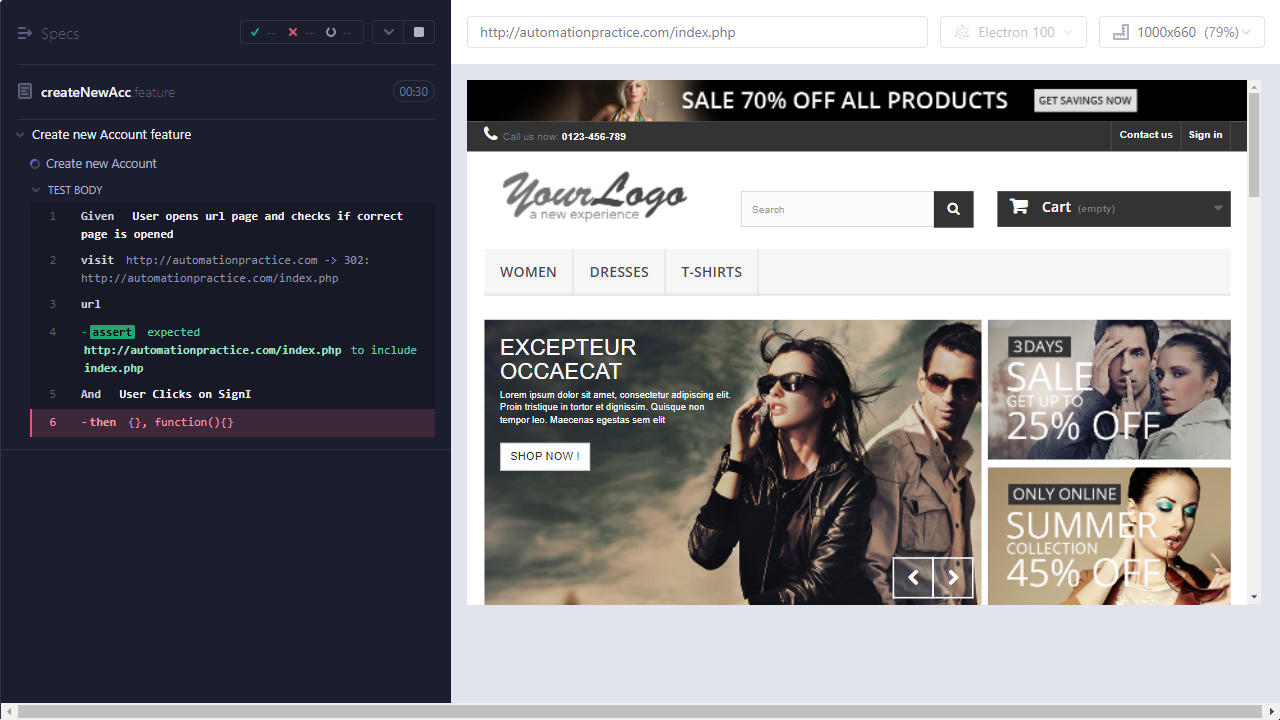 Specs
--
--
--
createNewAcc.feature
00:30
Create new Account feature
Create new Account
TEST BODY
1 Given User opens url page and checks if correct
page is opened
2 visit http://automationpractice.com -> 302:
http://automationpractice.com/index.php
3 url
4 -assert expected
http://automationpractice.com/index.php to include
index.php
5 And User Clicks on SignI
6 -then {}, function(){}
http://automationpractice.com/index.php
Electron 100
1000x660 (79%)
SALE 70% OFF ALL PRODUCTS
GET SAVINGS NOW
Call us now: 0123-456-789
Contact us
Sign in
YourLogo
a new experience
Search
Cart (empty)
WOMEN
DRESSES
T-SHIRTS
EXCEPTEUR
OCCAECAT
Lorem ipsum dolor sit amet, consectetur adipiscing elit.
Proin tristique in tortor et dignissim. Quisque non
tempor leo. Maecenas egestas sem elit
SHOP NOW !
3 DAYS
SALE
GET UP TO
25% OFF
ONLY ONLINE
SUMMER
COLLECTION
45% OFF